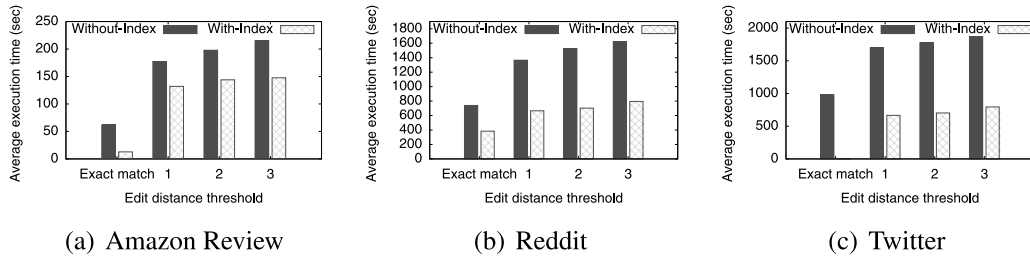 Average execution time (sec)
250
200
150
100
50
0
Without-Index
With-Index
Exact match 1 2 3
Edit distance threshold
(a) Amazon Review
Average execution time (sec)
1800
1600
1400
1200
1000
800
600
400
200
0
Without-Index
With-Index
Exact match 1 2 3
Edit distance threshold
(b) Reddit
Average execution time (sec)
2000
1500
1000
500
0
Without-Index
With-Index
Exact match 1 2 3
Edit distance threshold
(c) Twitter